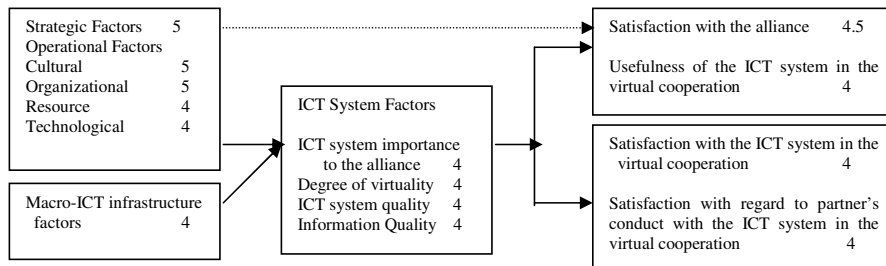 Strategic Factors 5
Operational Factors
Cultural 5
Organizational 5
Resource 4
Technological 4
Macro-ICT infrastructure
factors 4
ICT System Factors
ICT system importance
to the alliance 4
Degree of virtuality 4
ICT system quality 4
Information Quality 4
Satisfaction with the alliance 4.5
Usefulness of the ICT system in the
virtual cooperation 4
Satisfaction with the ICT system in the
virtual cooperation 4
Satisfaction with regard to partner's
conduct with the ICT system in the
virtual cooperation 4